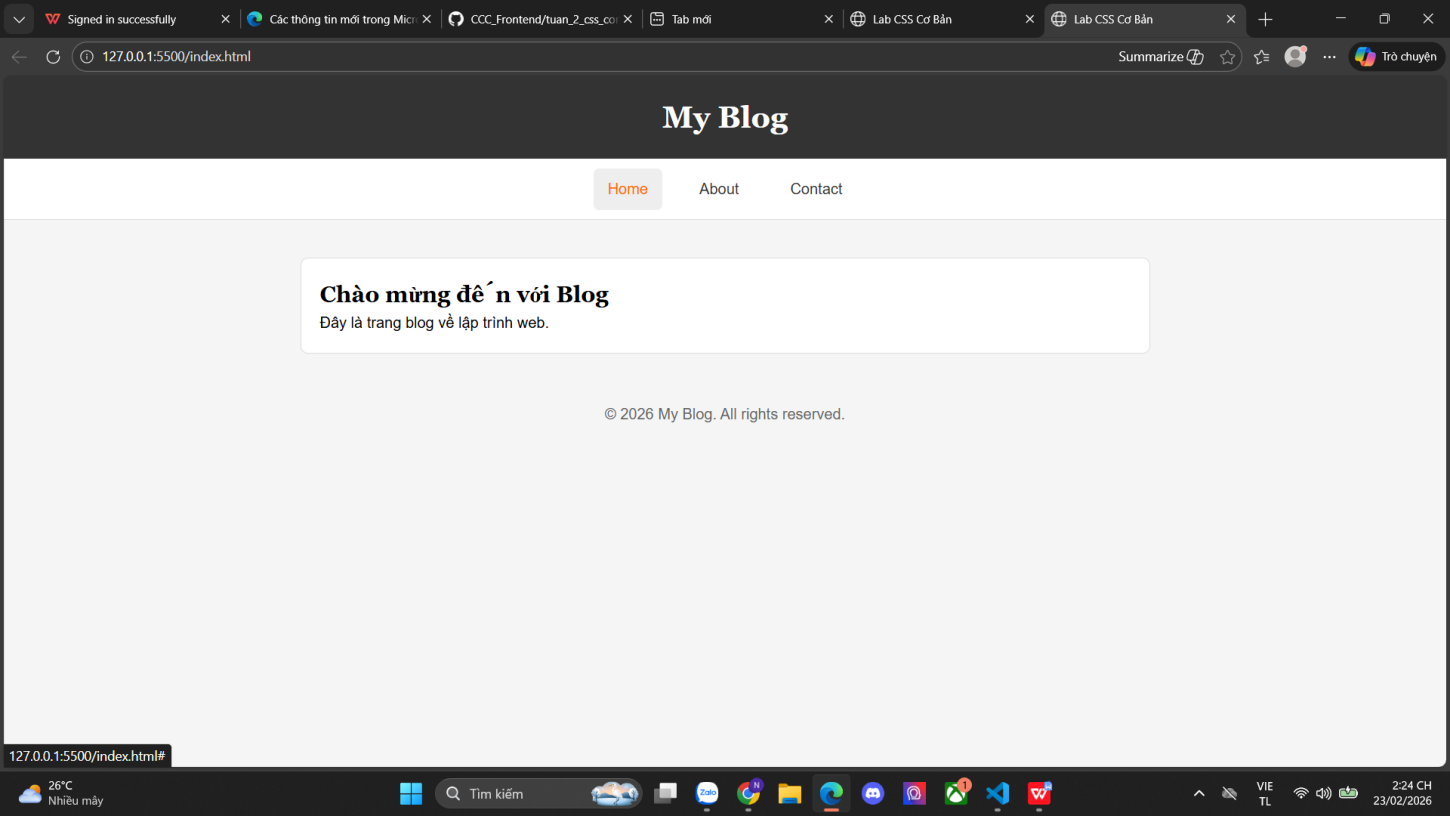 Signed in successfully
Các thông tin mới trong Micr
CCC_Frontend/tuan_2_css_co
Tab mới
Lab CSS Cơ Bản
Lab CSS Cơ Bản
127.0.0.1:5500/index.html
Summarize
Trò chuyện
My Blog
Home
About
Contact
Chào mừng đến với Blog
Đây là trang blog về lập trình web.
© 2026 My Blog. All rights reserved.
127.0.0.1:5500/index.html#
26°C
Nhiều mây
Tìm kiếm
Zalo
N
1
VIE
TL
2:24 CH
23/02/2026